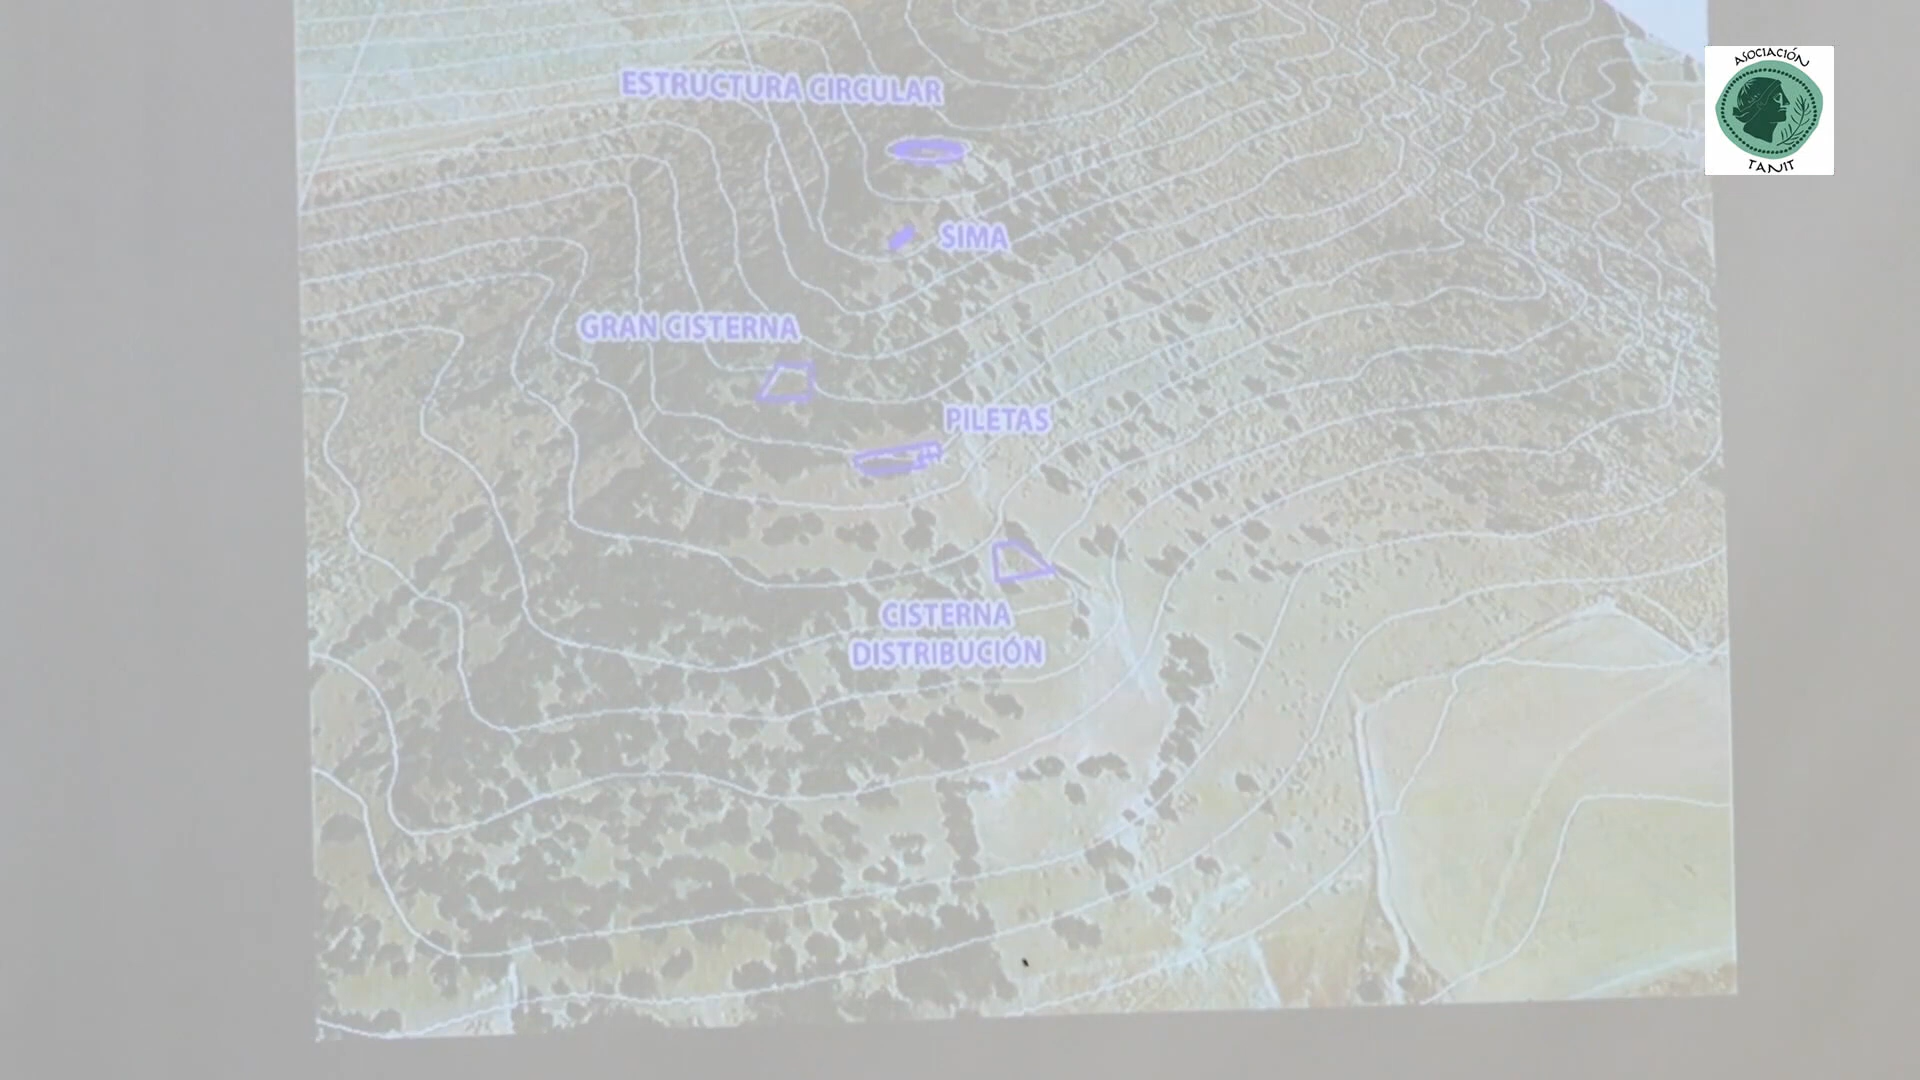 ESTRUCTURA CIRCULAR
SIMA
GRAN CISTERNA
PILETAS
CISTERNA
DISTRIBUCIÓN
ASOCIACIÓN
TANIT